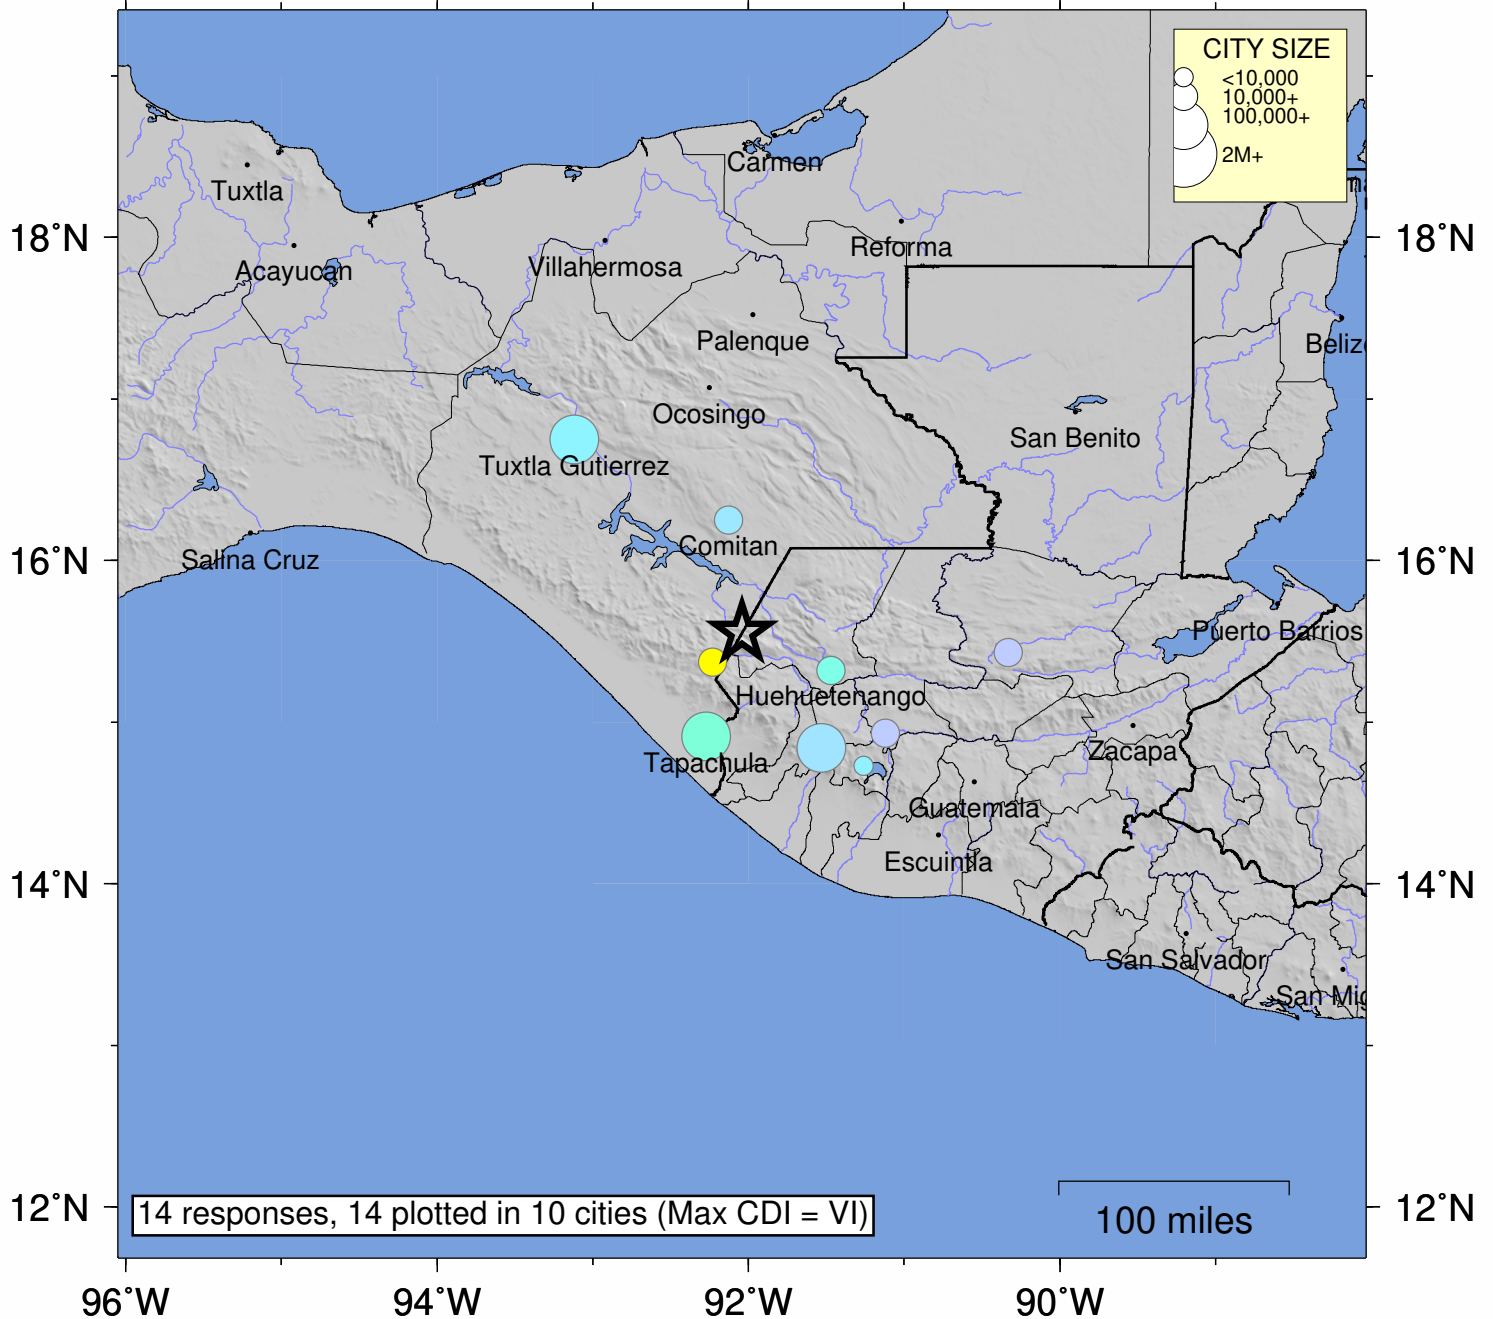 CITY SIZE
<10,000
10,000+
100,000+
2M+
Carmen
Tuxtla
18°N
18°N
Reforma
Villahermosa
Acayucan
Palenque
Belize
Ocosingo
San Benito
Tuxtla Gutierrez
Comitan
16°N
Salina Cruz
16°N
Puerto Barrios
Huehuetenango
Zacapa
Tapachula
Guatemala
Escuintla
14°N
14°N
San Salvador
San Mig
12°N
14 responses, 14 plotted in 10 cities (Max CDI = VI)
100 miles
12°N
96°W
94°W
92°W
90°W